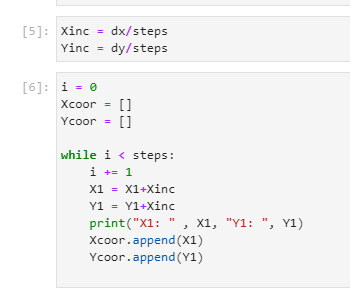 [5]: Xinc = dx/steps
Yinc = dy/steps
[6]: i = 0
Xcoor = []
Ycoor = []
while i < steps:
    i += 1
    X1 = X1+Xinc
    Y1 = Y1+Xinc
    print("X1: " , X1, "Y1: ", Y1)
    Xcoor.append(X1)
    Ycoor.append(Y1)